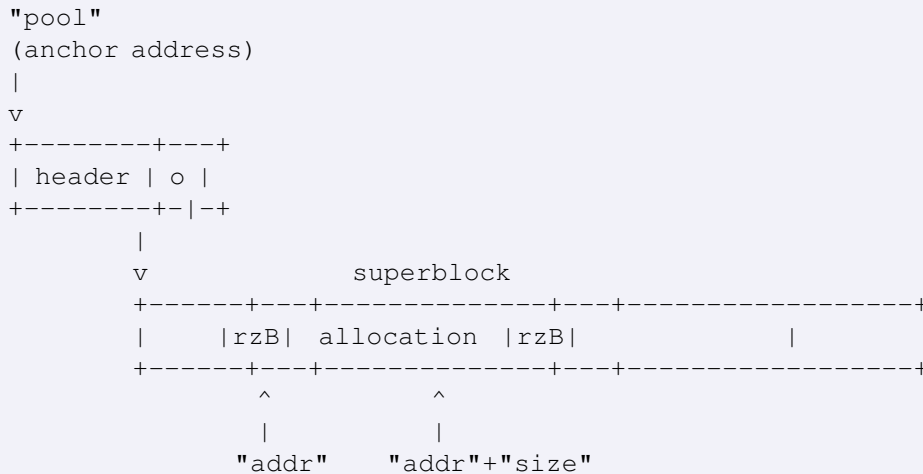 "pool"
(anchor address)
|
v
+--------+---+
| header | o |
+--------+-|-+
           |
           v               superblock
           +------+---+--------------+---+------------------+
           |      |rzB|  allocation  |rzB|                  |
           +------+---+--------------+---+------------------+
                      ^              ^
                      |              |
                    "addr"     "addr"+"size"